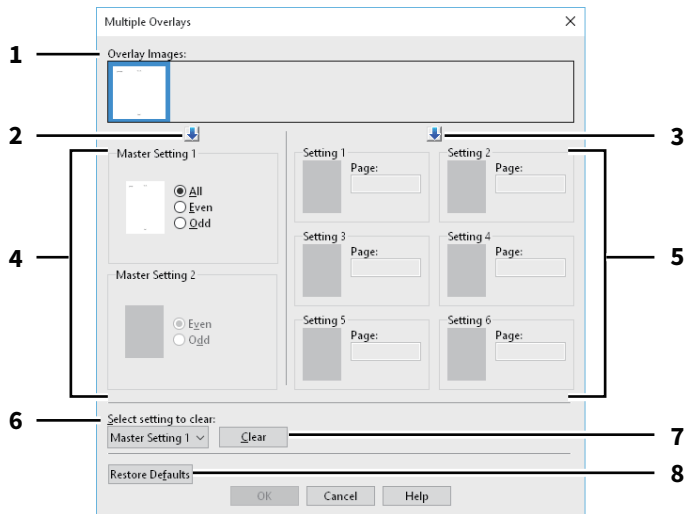 Multiple Overlays
1
Overlay Images:
2
3
Master Setting 1
All
Even
Odd
Setting 1
Page:
Setting 2
Page:
4
5
Setting 3
Page:
Setting 4
Page:
Master Setting 2
Even
Odd
Setting 5
Page:
Setting 6
Page:
6
Select setting to clear:
Master Setting 1
Clear
7
Restore Defaults
8
OK
Cancel
Help